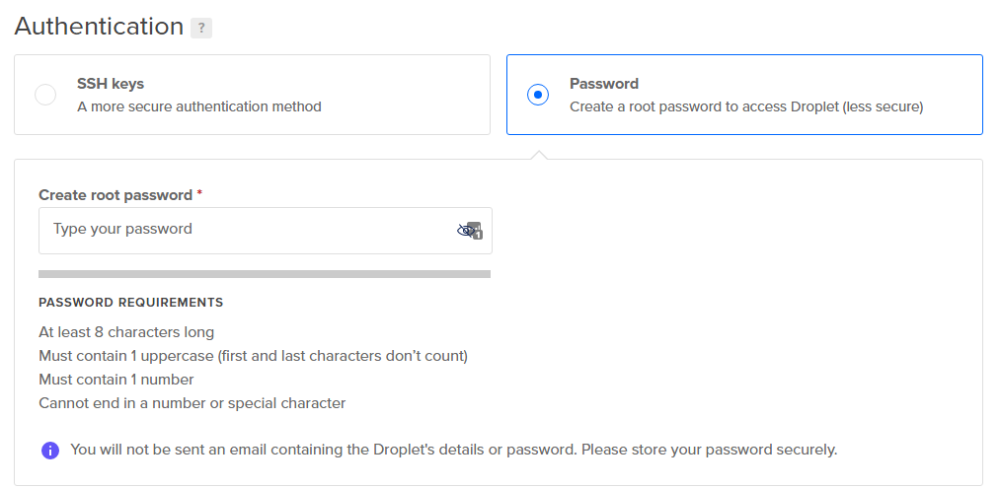 Authentication ?
SSH keys
A more secure authentication method
Password
Create a root password to access Droplet (less secure)
Create root password *
Type your password
1
PASSWORD REQUIREMENTS
At least 8 characters long
Must contain 1 uppercase (first and last characters don’t count)
Must contain 1 number
Cannot end in a number or special character
You will not be sent an email containing the Droplet's details or password. Please store your password securely.